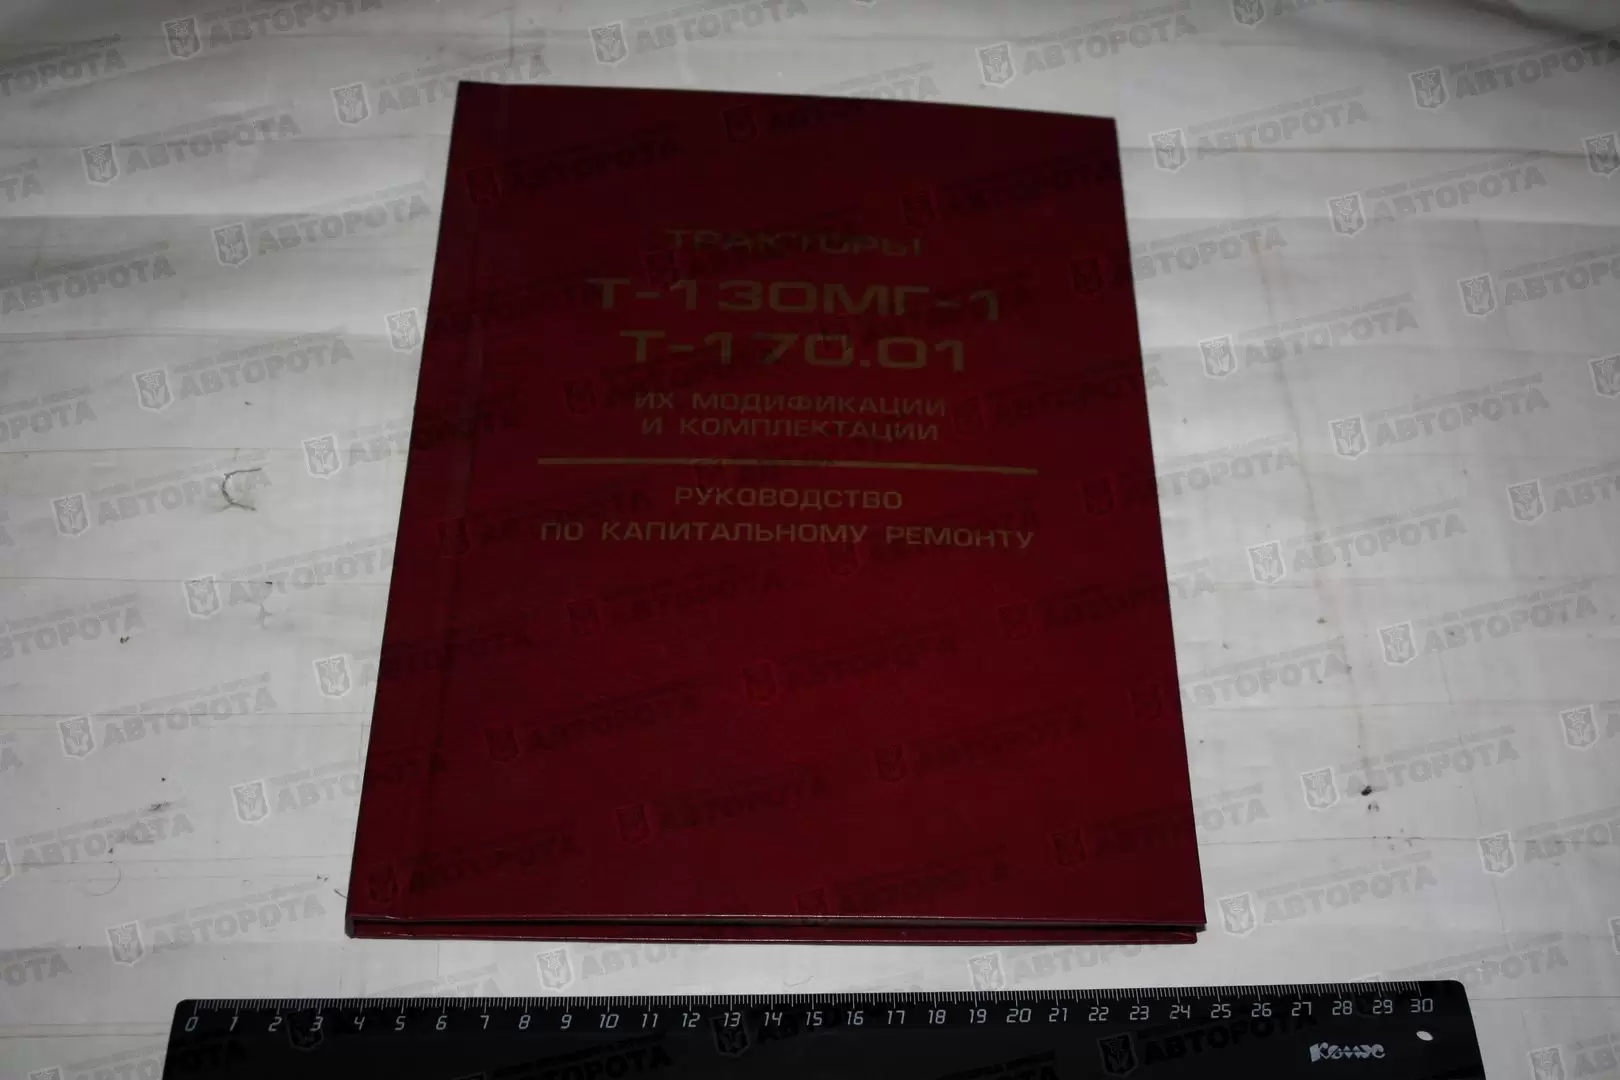 ТРАКТОРЫ
Т-130МГ-1
Т-170.01
ИХ МОДИФИКАЦИИ
И КОМПЛЕКТАЦИИ
РУКОВОДСТВО
ПО КАПИТАЛЬНОМУ РЕМОНТУ
0 1 2 3 4 5 6 7 8 9 10 11 12 13 14 15 16 17 18 19 20 21 22 23 24 25 26 27 28 29 30
Комус
АВТОРОТА